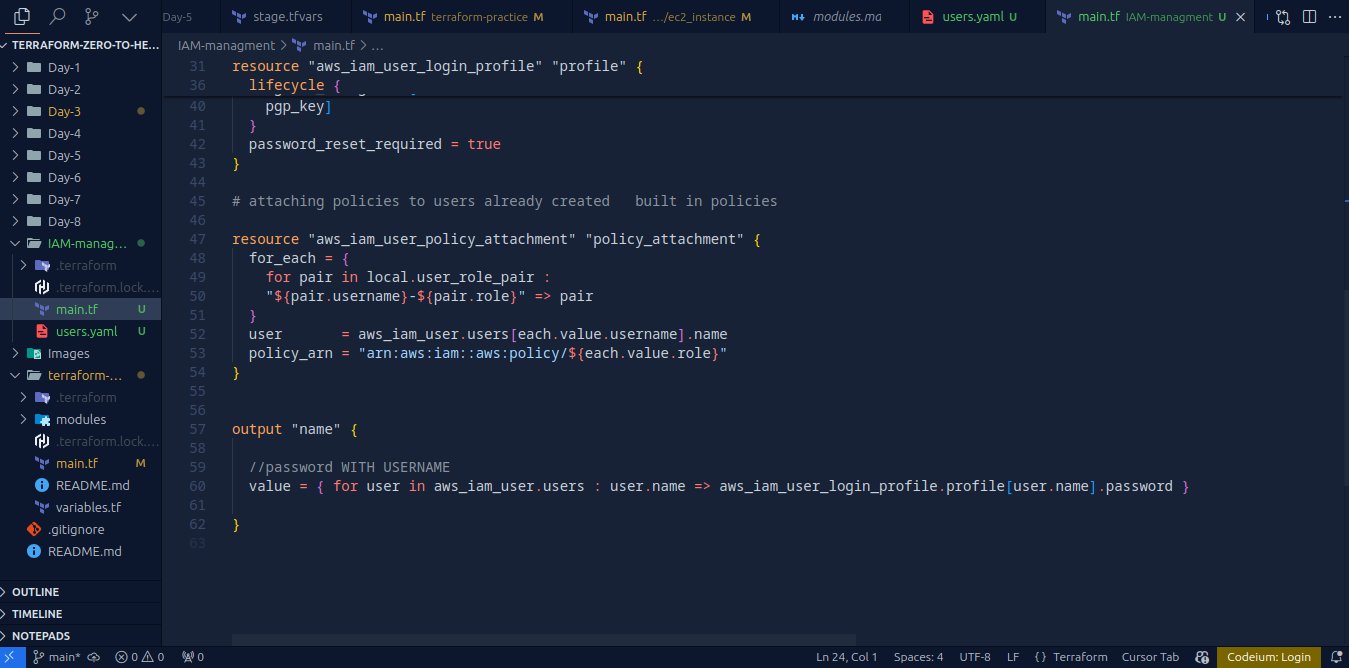 Day-5
stage.tfvars
main.tf terraform-practice M
main.tf .../ec2_instance M
modules.md
users.yaml U
main.tf IAM-managment U
TERRAFORM-ZERO-TO-HE...
Day-1
Day-2
Day-3
Day-4
Day-5
Day-6
Day-7
Day-8
IAM-manag...
.terraform
.terraform.lock....
main.tf U
users.yaml U
Images
terraform-...
.terraform
modules
.terraform.lock....
main.tf M
README.md
variables.tf
.gitignore
README.md
OUTLINE
TIMELINE
NOTEPADS
IAM-managment > main.tf > ...
31 resource "aws_iam_user_login_profile" "profile" {
36 lifecycle {
40 pgp_key]
41 }
42 password_reset_required = true
43 }
44
45 # attaching policies to users already created   built in policies
46
47 resource "aws_iam_user_policy_attachment" "policy_attachment" {
48 for_each = {
49 for pair in local.user_role_pair :
50 "${pair.username}-${pair.role}" => pair
51 }
52 user       = aws_iam_user.users[each.value.username].name
53 policy_arn = "arn:aws:iam::aws:policy/${each.value.role}"
54 }
55
56
57 output "name" {
58
59 //password WITH USERNAME
60 value = { for user in aws_iam_user.users : user.name => aws_iam_user_login_profile.profile[user.name].password }
61
62 }
63
main* 0 0 0 Ln 24, Col 1 Spaces: 4 UTF-8 LF {} Terraform Cursor Tab Codeium: Login